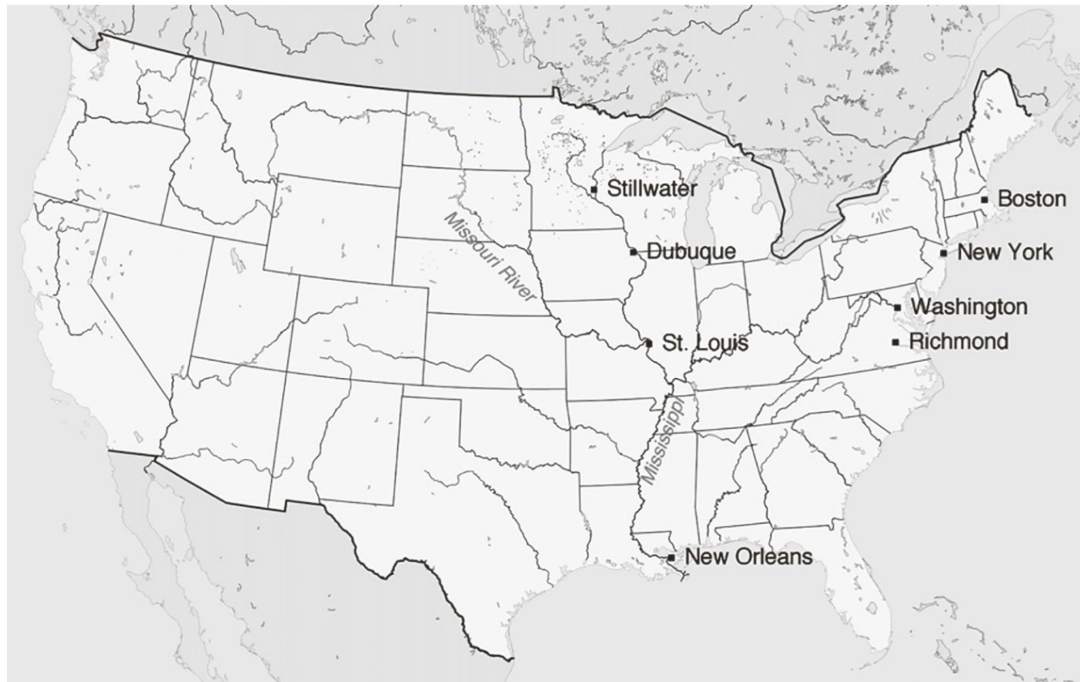 Stillwater
Boston
Dubuque
New York
Missouri River
Washington
St. Louis
Richmond
Mississippi
New Orleans